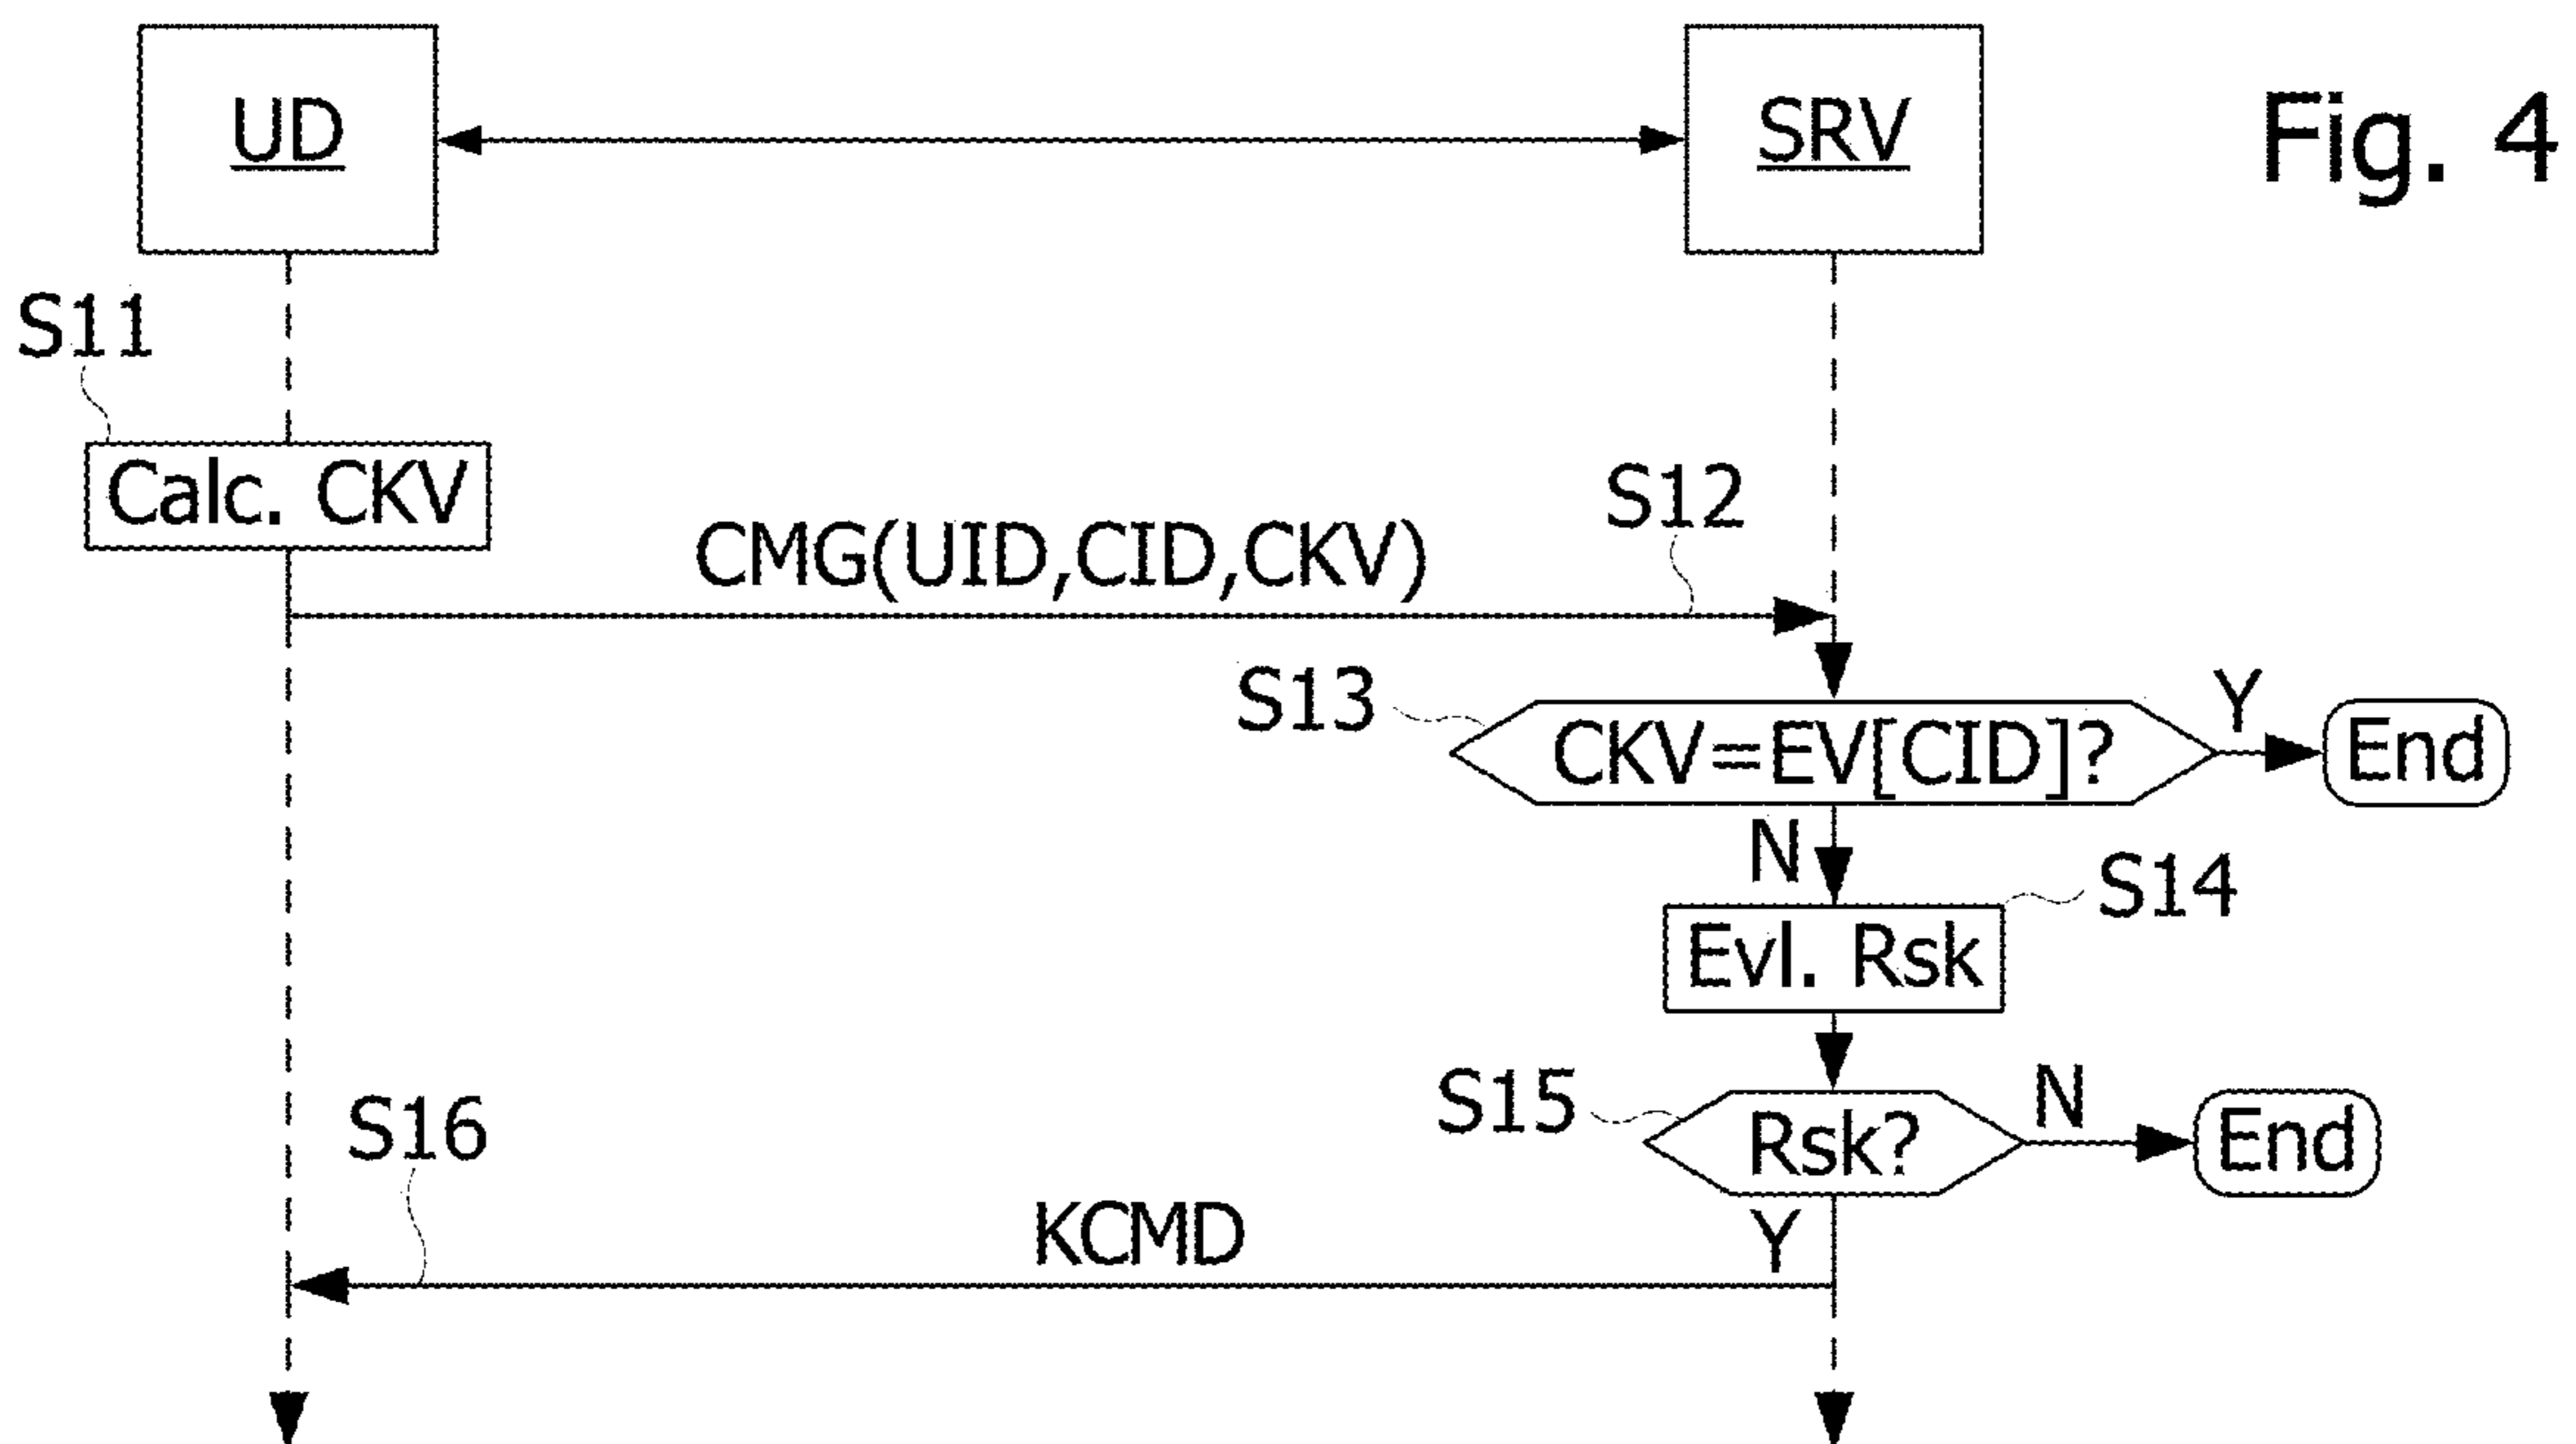 UD
SRV
Fig. 4
S11
Calc. CKV
S12
CMG(UID,CID,CKV)
S13
CKV=EV[CID]?
Y
End
N
S14
Evl. Rsk
S15
Rsk?
N
End
S16
KCMD
Y